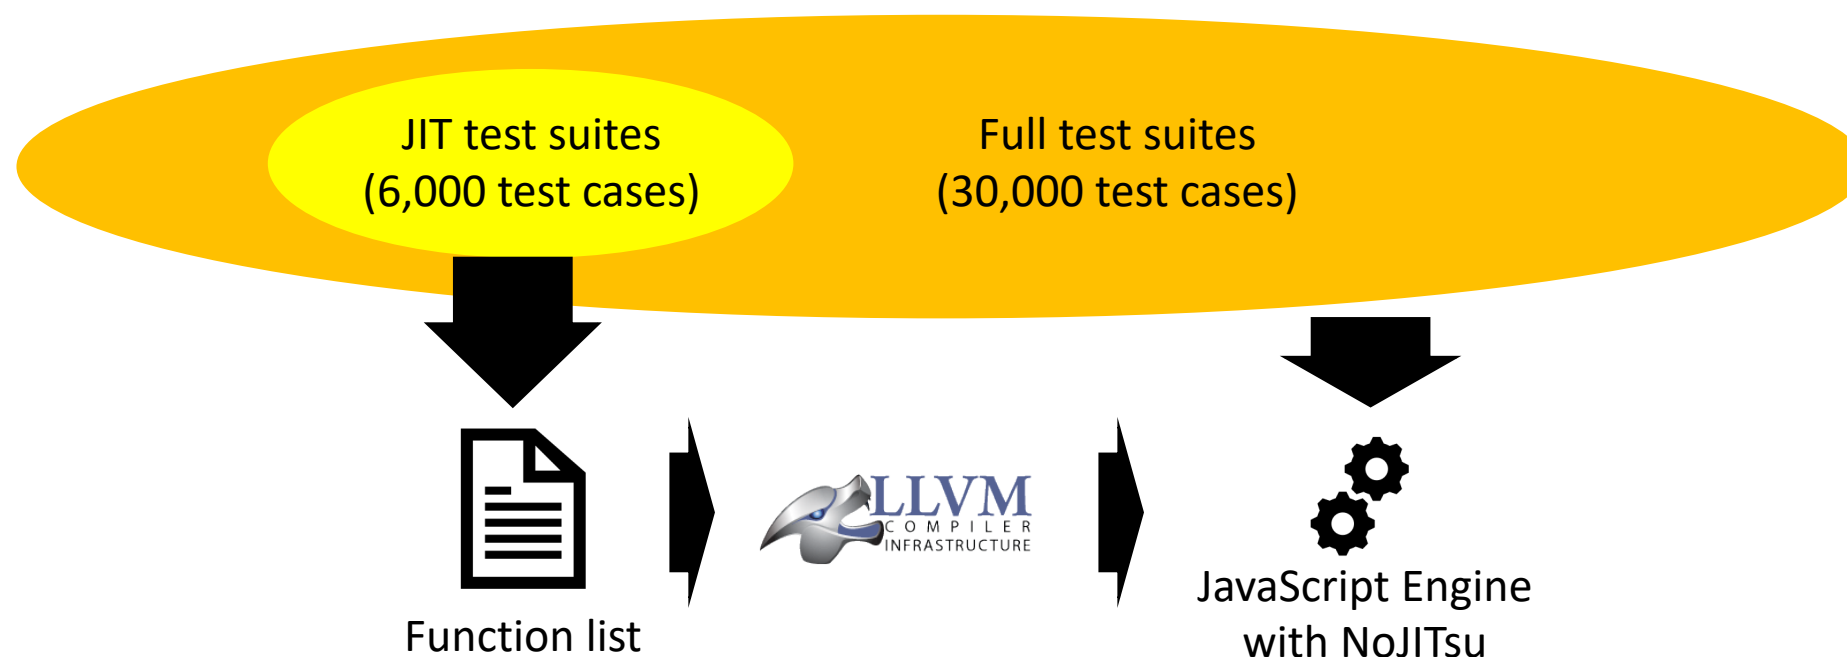 JIT test suites
(6,000 test cases)
Full test suites
(30,000 test cases)
LLVM
COMPILER
INFRASTRUCTURE
Function list
JavaScript Engine
with NoJITsu